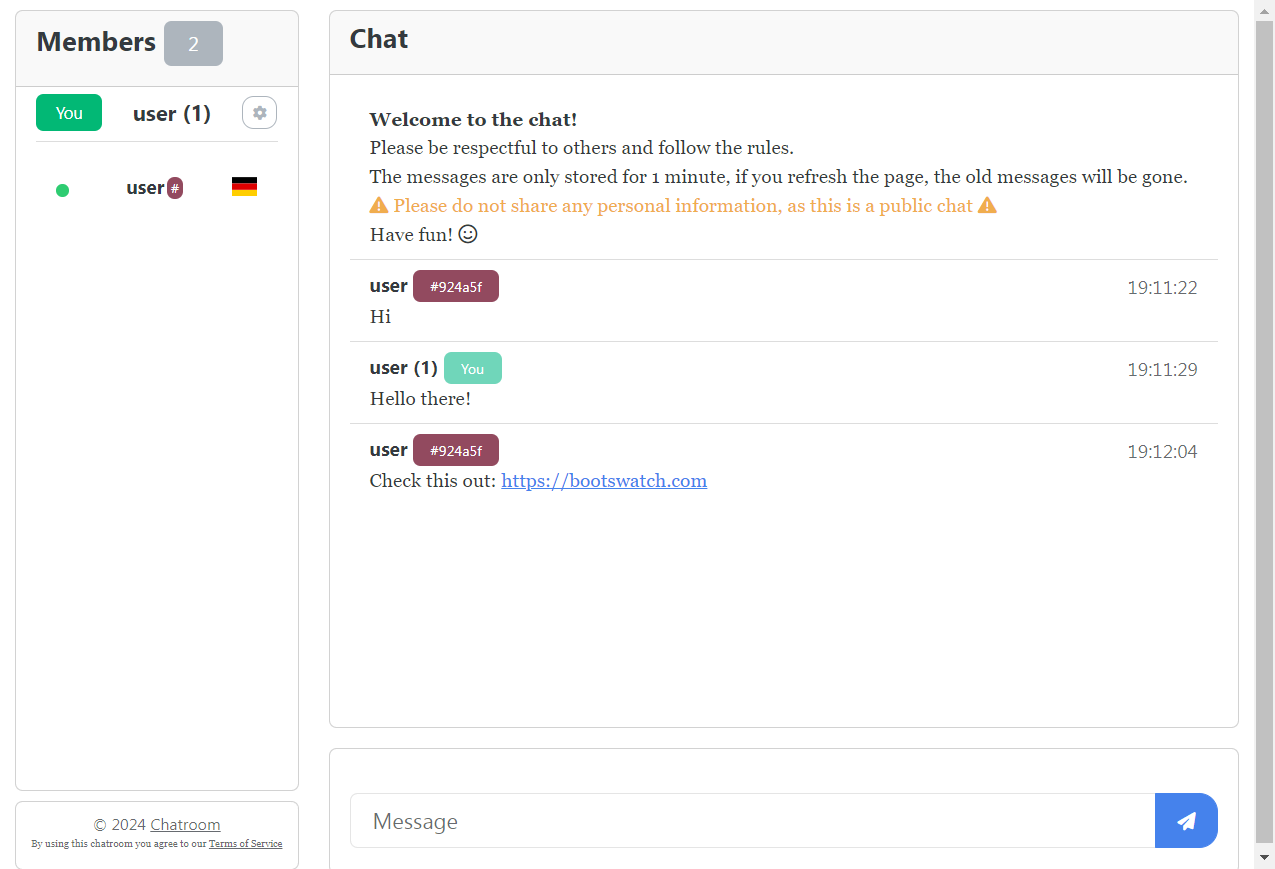 Members 2
You user (1)
user #
© 2024 Chatroom
By using this chatroom you agree to our Terms of Service
Chat
Welcome to the chat!
Please be respectful to others and follow the rules.
The messages are only stored for 1 minute, if you refresh the page, the old messages will be gone.
Please do not share any personal information, as this is a public chat
Have fun!
user #924a5f 19:11:22
Hi
user (1) You 19:11:29
Hello there!
user #924a5f 19:12:04
Check this out: https://bootswatch.com
Message